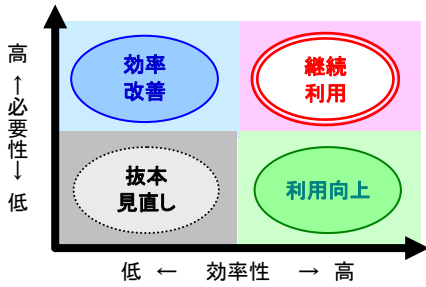 高 ↑必要性↓ 低
効率
改善
継続
利用
抜本
見直し
利用向上
低 ← 効率性 → 高